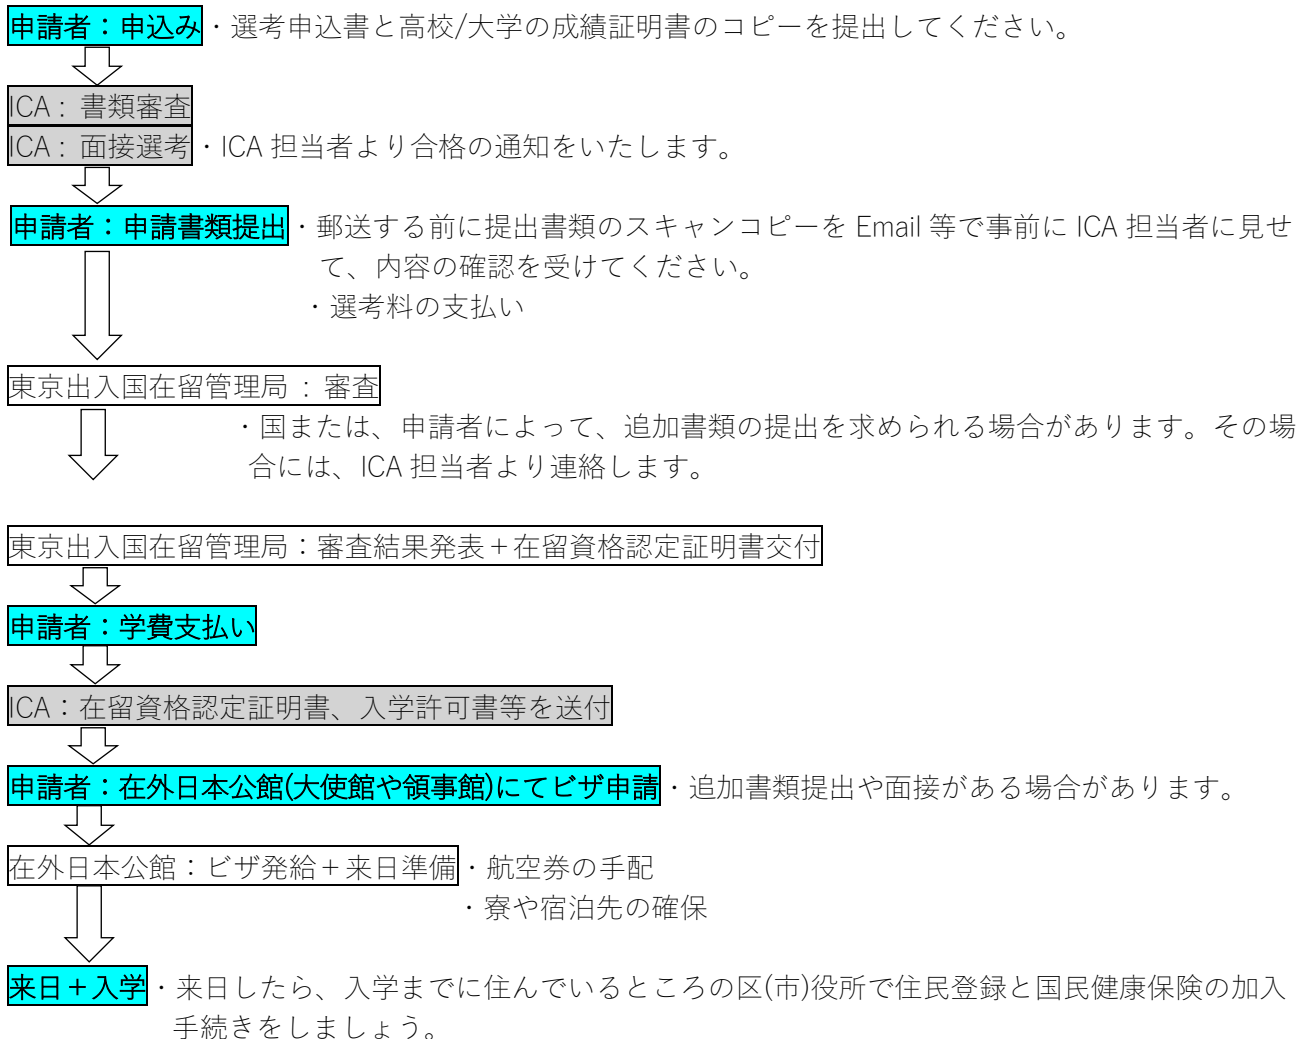 申請者：申込み・選考申込書と高校/大学の成績証明書のコピーを提出してください。
ICA : 書類審査
ICA : 面接選考・ICA 担当者より合格の通知をいたします。
申請者：申請書類提出・郵送する前に提出書類のスキャンコピーを Email 等で事前に ICA 担当者に見せ
て、内容の確認を受けてください。
・選考料の支払い
東京出入国在留管理局 : 審査
・国または、申請者によって、追加書類の提出を求められる場合があります。その場
合には、ICA 担当者より連絡します。
東京出入国在留管理局：審査結果発表＋在留資格認定証明書交付
申請者：学費支払い
ICA：在留資格認定証明書、入学許可書等を送付
申請者：在外日本公館(大使館や領事館)にてビザ申請・追加書類提出や面接がある場合があります。
在外日本公館：ビザ発給＋来日準備・航空券の手配
・寮や宿泊先の確保
来日＋入学・来日したら、入学までに住んでいるところの区(市)役所で住民登録と国民健康保険の加入
手続きをしましょう。